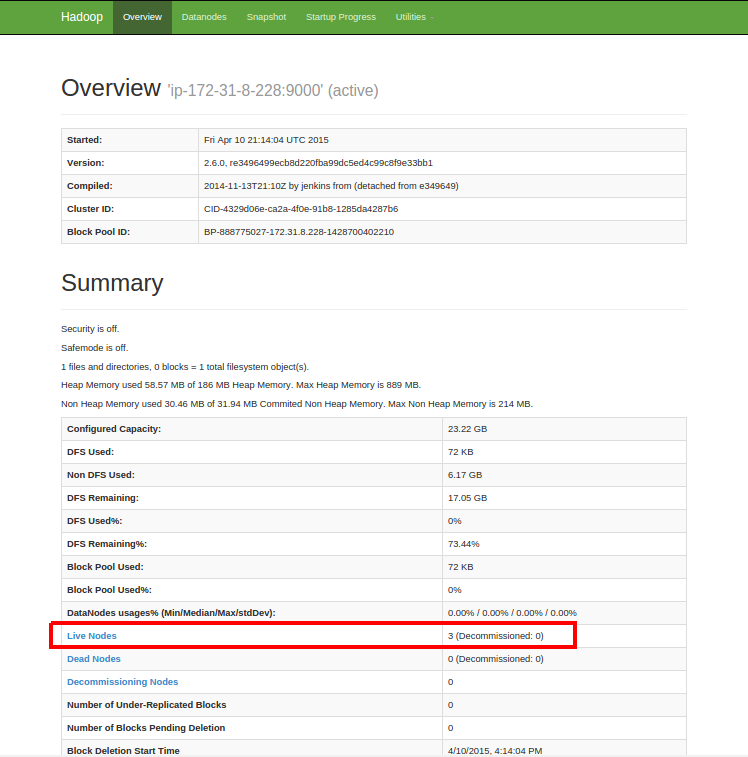 Hadoop Overview Datanodes Snapshot Startup Progress Utilities
Overview 'ip-172-31-8-228:9000' (active)
Started: Fri Apr 10 21:14:04 UTC 2015
Version: 2.6.0, re3496499ecb8d220fba99dc5ed4c99c8f9e33bb1
Compiled: 2014-11-13T21:10Z by jenkins from (detached from e349649)
Cluster ID: CID-4329d06e-ca2a-4f0e-91b8-1285da4287b6
Block Pool ID: BP-888775027-172.31.8.228-1428700402210
Summary
Security is off.
Safemode is off.
1 files and directories, 0 blocks = 1 total filesystem object(s).
Heap Memory used 58.57 MB of 186 MB Heap Memory. Max Heap Memory is 889 MB.
Non Heap Memory used 30.46 MB of 31.94 MB Commited Non Heap Memory. Max Non Heap Memory is 214 MB.
Configured Capacity: 23.22 GB
DFS Used: 72 KB
Non DFS Used: 6.17 GB
DFS Remaining: 17.05 GB
DFS Used%: 0%
DFS Remaining%: 73.44%
Block Pool Used: 72 KB
Block Pool Used%: 0%
DataNodes usages% (Min/Median/Max/stdDev): 0.00% / 0.00% / 0.00% / 0.00%
Live Nodes 3 (Decommissioned: 0)
Dead Nodes 0 (Decommissioned: 0)
Decommissioning Nodes 0
Number of Under-Replicated Blocks 0
Number of Blocks Pending Deletion 0
Block Deletion Start Time 4/10/2015, 4:14:04 PM